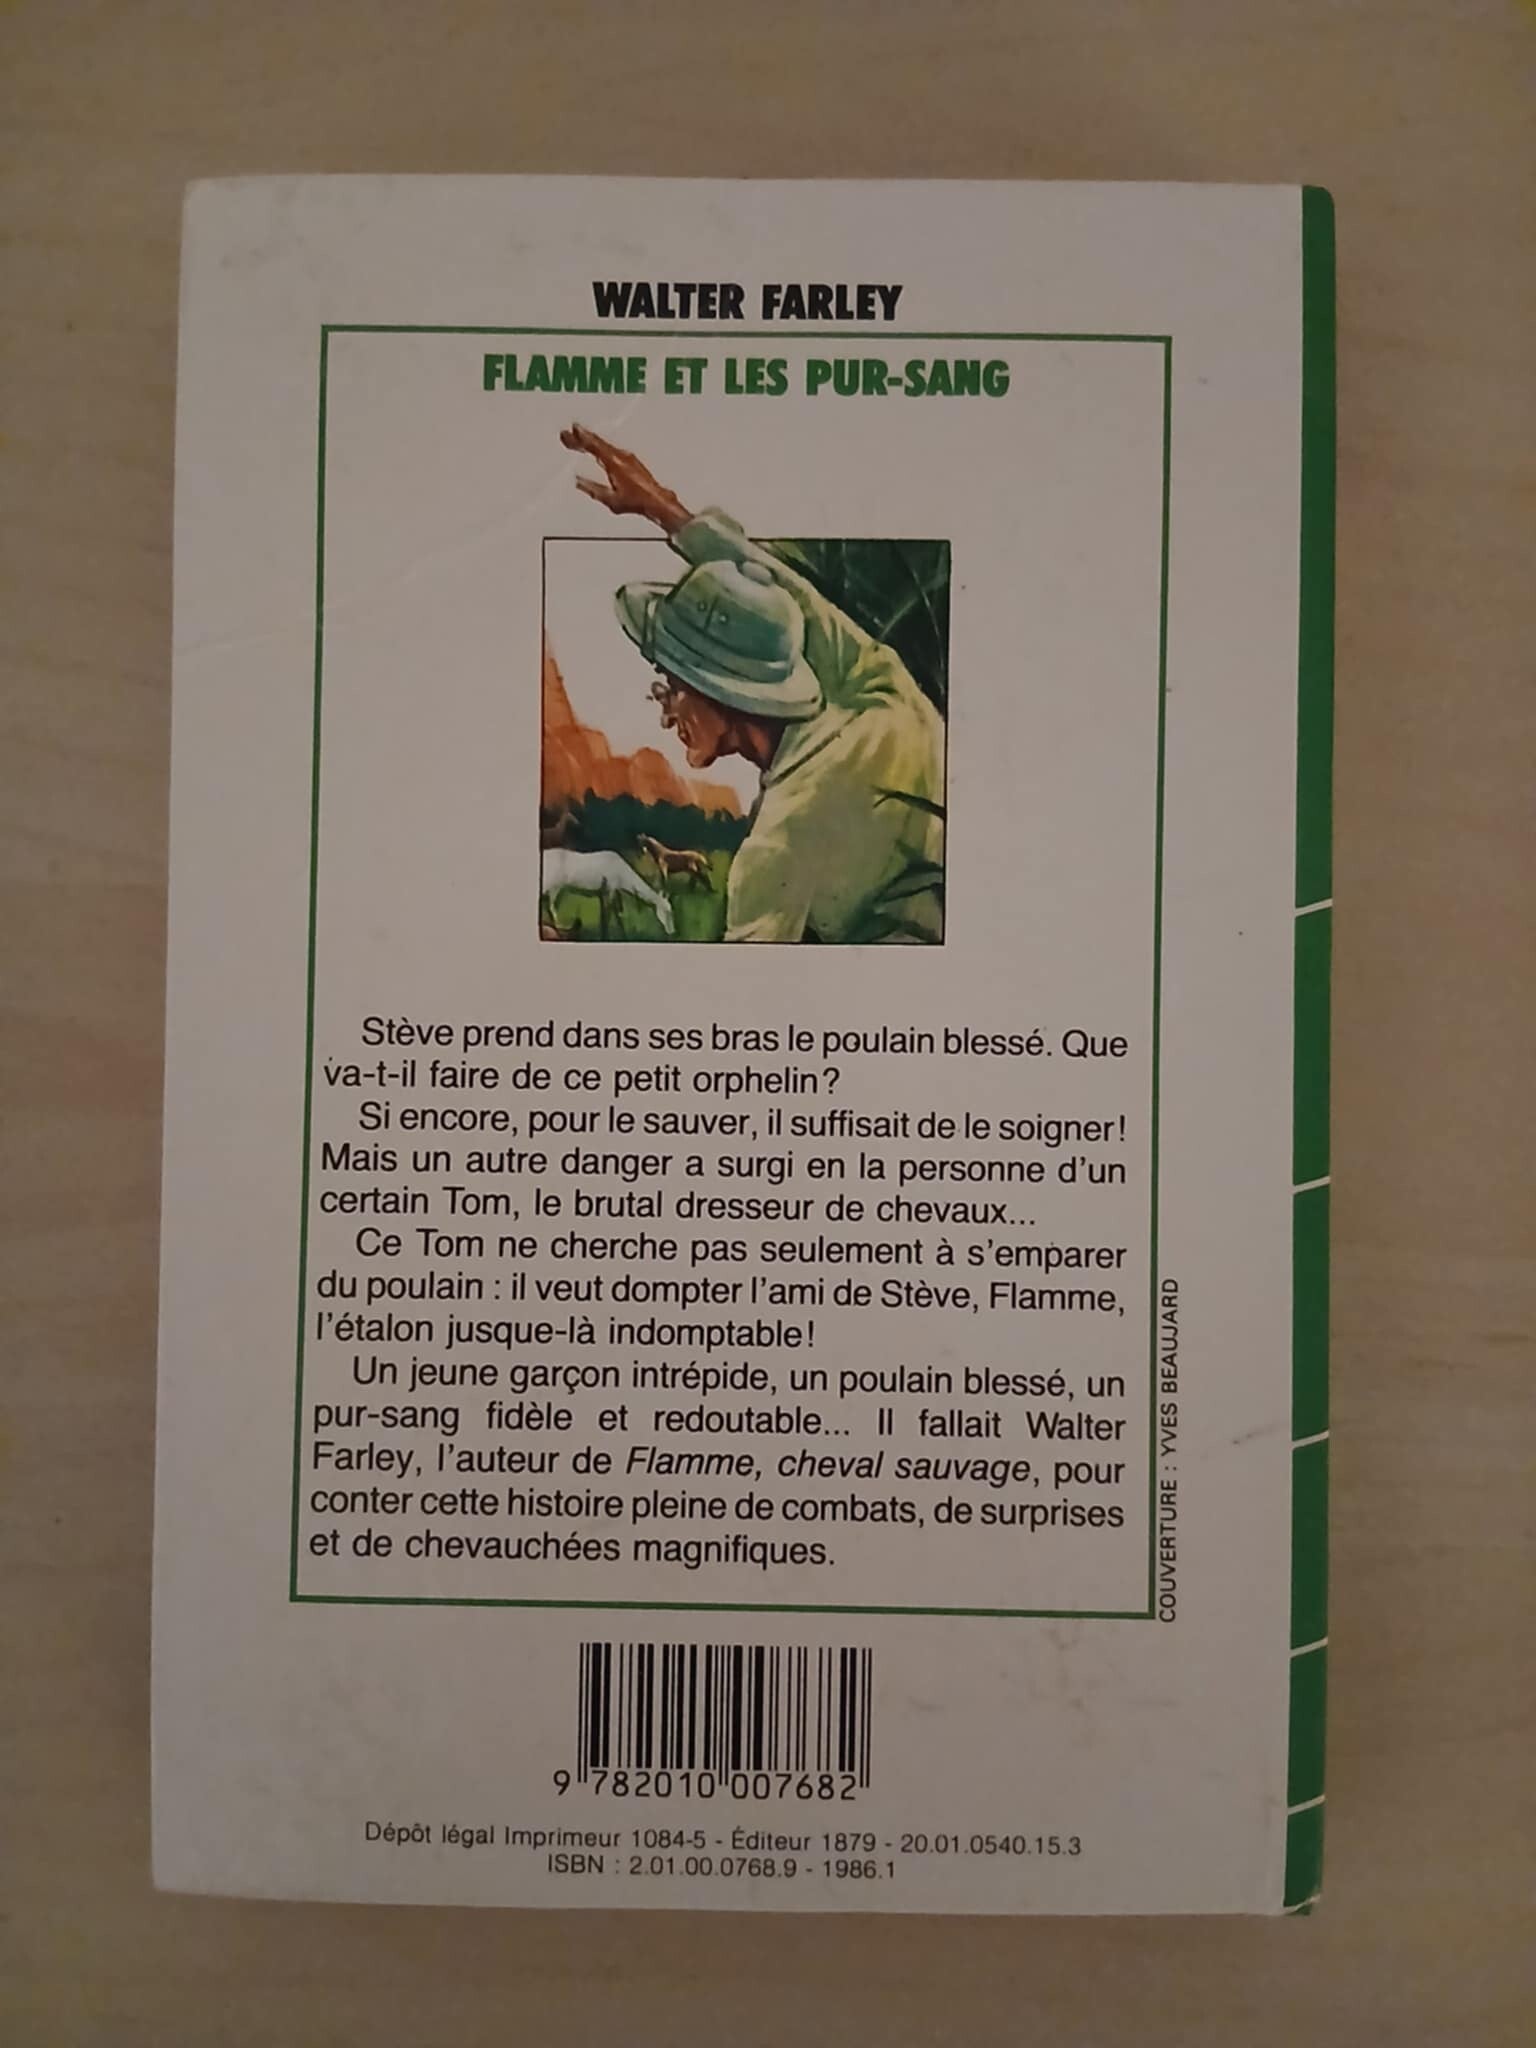 WALTER FARLEY
FLAMME ET LES PUR-SANG
Stève prend dans ses bras le poulain blessé. Que
va-t-il faire de ce petit orphelin?
Si encore, pour le sauver, il suffisait de le soigner!
Mais un autre danger a surgi en la personne d'un
certain Tom, le brutal dresseur de chevaux...
Ce Tom ne cherche pas seulement à s'emparer
du poulain : il veut dompter l'ami de Stève, Flamme,
l'étalon jusque-là indomptable!
Un jeune garçon intrépide, un poulain blessé, un
pur-sang fidèle et redoutable... Il fallait Walter
Farley, l'auteur de Flamme, cheval sauvage, pour
conter cette histoire pleine de combats, de surprises
et de chevauchées magnifiques.
COUVERTURE : YVES BEAUJARD
9 782010 007682
Dépôt légal Imprimeur 1084-5 - Éditeur 1879 - 20.01.0540.15.3
ISBN : 2.01.00.0768.9 - 1986.1